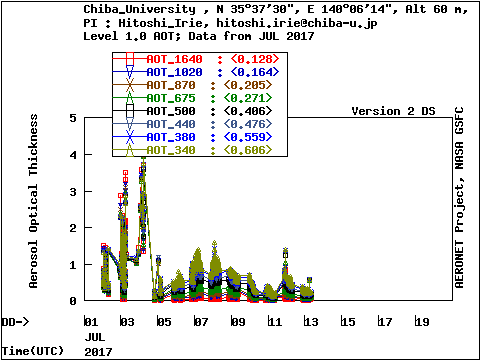 Chiba_University , N 35°37'30", E 140°06'14", Alt 60 m,
PI : Hitoshi_Irie, hitoshi.irie@chiba-u.jp
Level 1.0 AOT; Data from JUL 2017
AOT_1640 : <0.128>
AOT_1020 : <0.164>
AOT_870 : <0.205>
AOT_675 : <0.271>
AOT_500 : <0.406>
AOT_440 : <0.476>
AOT_380 : <0.559>
AOT_340 : <0.606>
Version 2 DS
Aerosol Optical Thickness
5
4
3
2
1
0
AERONET Project, NASA GSFC
DD-> 01 03 05 07 09 11 13 15 17 19
JUL
Time(UTC) 2017